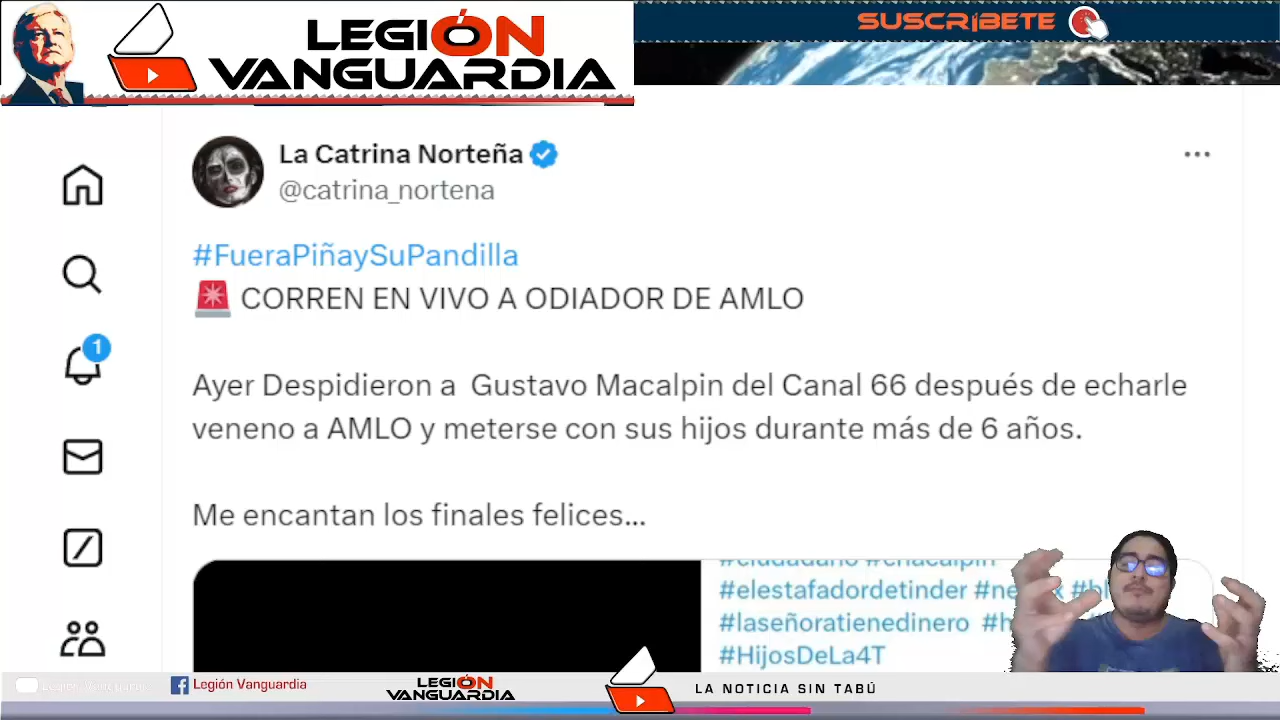 LEGIÓN
VANGUARDIA
SUSCRÍBETE
La Catrina Norteña
@catrina_nortena
#FueraPiñaySuPandilla
CORREN EN VIVO A ODIADOR DE AMLO
1
Ayer Despidieron a Gustavo Macalpin del Canal 66 después de echarle
veneno a AMLO y meterse con sus hijos durante más de 6 años.
Me encantan los finales felices...
#elestafadordetinder
#laseñoratienedinero
#HijosDeLa4T
Legión Vanguardia
LEGIÓN
VANGUARDIA
LA NOTICIA SIN TABÚ